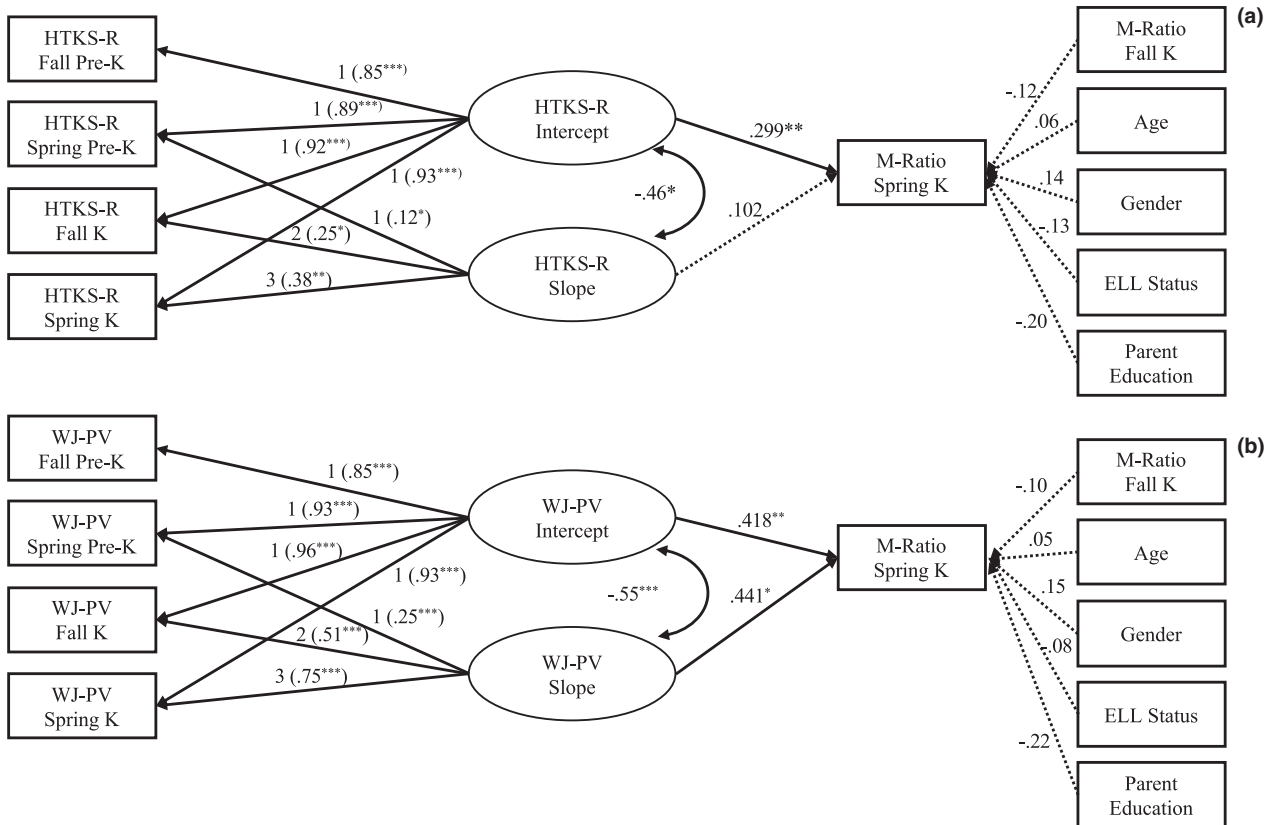 (a)
HTKS-R
Fall Pre-K
HTKS-R
Spring Pre-K
HTKS-R
Fall K
HTKS-R
Spring K
1 (.85***)
1 (.89***)
1 (.92***)
1 (.93***)
1 (.12*)
2 (.25*)
3 (.38**)
HTKS-R
Intercept
HTKS-R
Slope
-.46*
.299**
.102
M-Ratio
Spring K
-.12
.06
.14
-.13
-.20
M-Ratio
Fall K
Age
Gender
ELL Status
Parent
Education
(b)
WJ-PV
Fall Pre-K
WJ-PV
Spring Pre-K
WJ-PV
Fall K
WJ-PV
Spring K
1 (.85***)
1 (.93***)
1 (.96***)
1 (.93***)
1 (.25***)
2 (.51***)
3 (.75***)
WJ-PV
Intercept
WJ-PV
Slope
-.55***
.418**
.441*
M-Ratio
Spring K
-.10
.05
.15
-.08
-.22
M-Ratio
Fall K
Age
Gender
ELL Status
Parent
Education